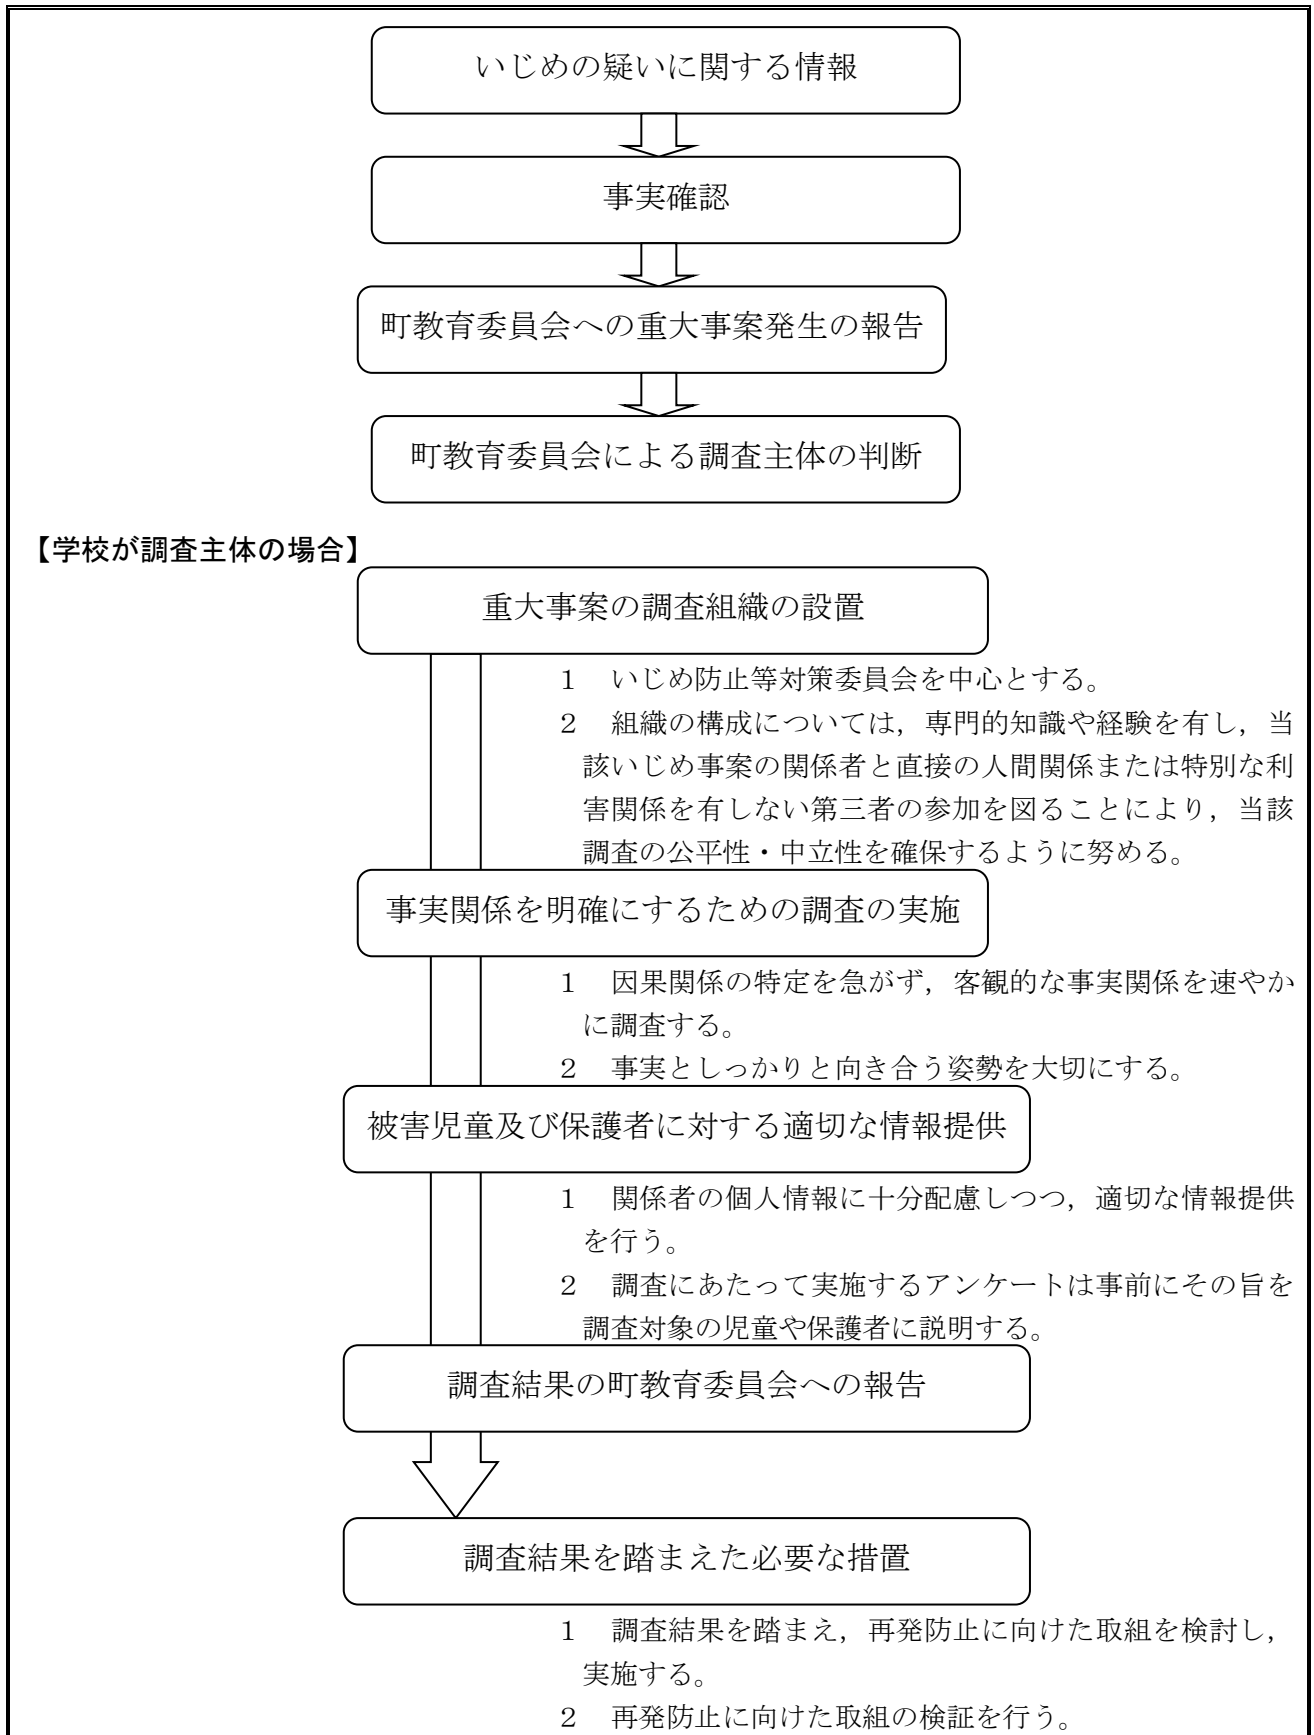 いじめの疑いに関する情報
事実確認
町教育委員会への重大事案発生の報告
町教育委員会による調査主体の判断
【学校が調査主体の場合】
重大事案の調査組織の設置
１　いじめ防止等対策委員会を中心とする。
２　組織の構成については，専門的知識や経験を有し，当
該いじめ事案の関係者と直接の人間関係または特別な利
害関係を有しない第三者の参加を図ることにより，当該
調査の公平性・中立性を確保するように努める。
事実関係を明確にするための調査の実施
１　因果関係の特定を急がず，客観的な事実関係を速やか
に調査する。
２　事実としっかりと向き合う姿勢を大切にする。
被害児童及び保護者に対する適切な情報提供
１　関係者の個人情報に十分配慮しつつ，適切な情報提供
を行う。
２　調査にあたって実施するアンケートは事前にその旨を
調査対象の児童や保護者に説明する。
調査結果の町教育委員会への報告
調査結果を踏まえた必要な措置
１　調査結果を踏まえ，再発防止に向けた取組を検討し，
実施する。
２　再発防止に向けた取組の検証を行う。